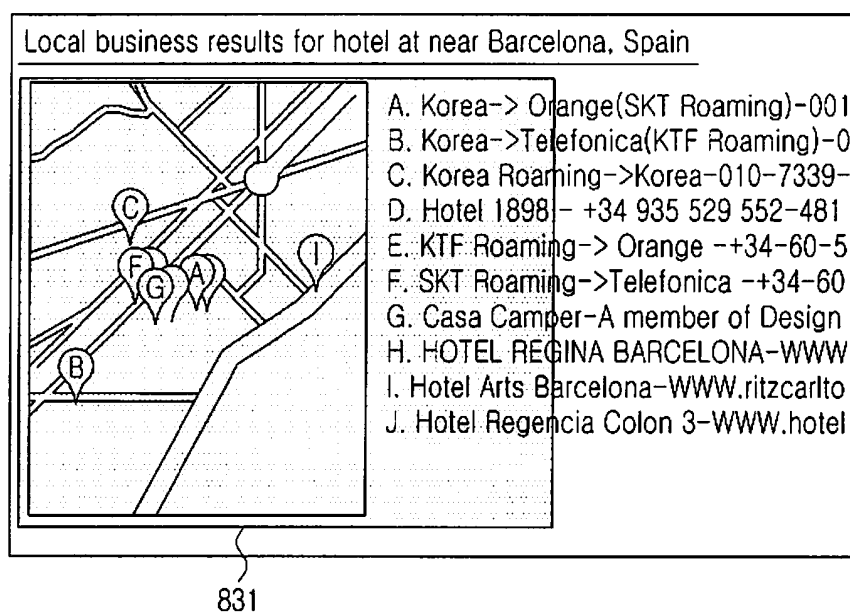 Local business results for hotel at near Barcelona, Spain
A. Korea-> Orange(SKT Roaming)-001
B. Korea->Telefonica(KTF Roaming)-0
C. Korea Roaming->Korea-010-7339-
D. Hotel 1898 - +34 935 529 552-481
E. KTF Roaming-> Orange -+34-60-5
F. SKT Roaming->Telefonica -+34-60
G. Casa Camper-A member of Design
H. HOTEL REGINA BARCELONA-WWW
I. Hotel Arts Barcelona-WWW.ritzcarlto
J. Hotel Regencia Colon 3-WWW.hotel
C
I
F
A
G
B
831